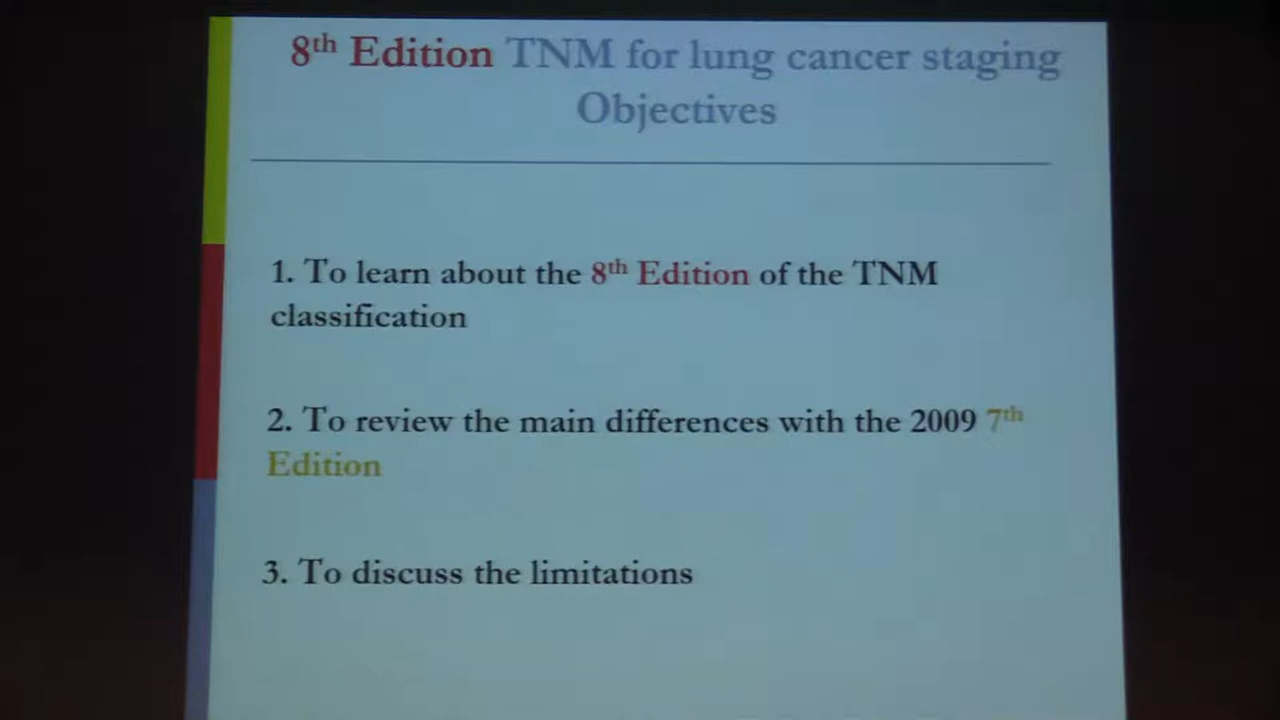 8th Edition TNM for lung cancer staging
Objectives
1. To learn about the 8th Edition of the TNM
classification
2. To review the main differences with the 2009 7th
Edition
3. To discuss the limitations